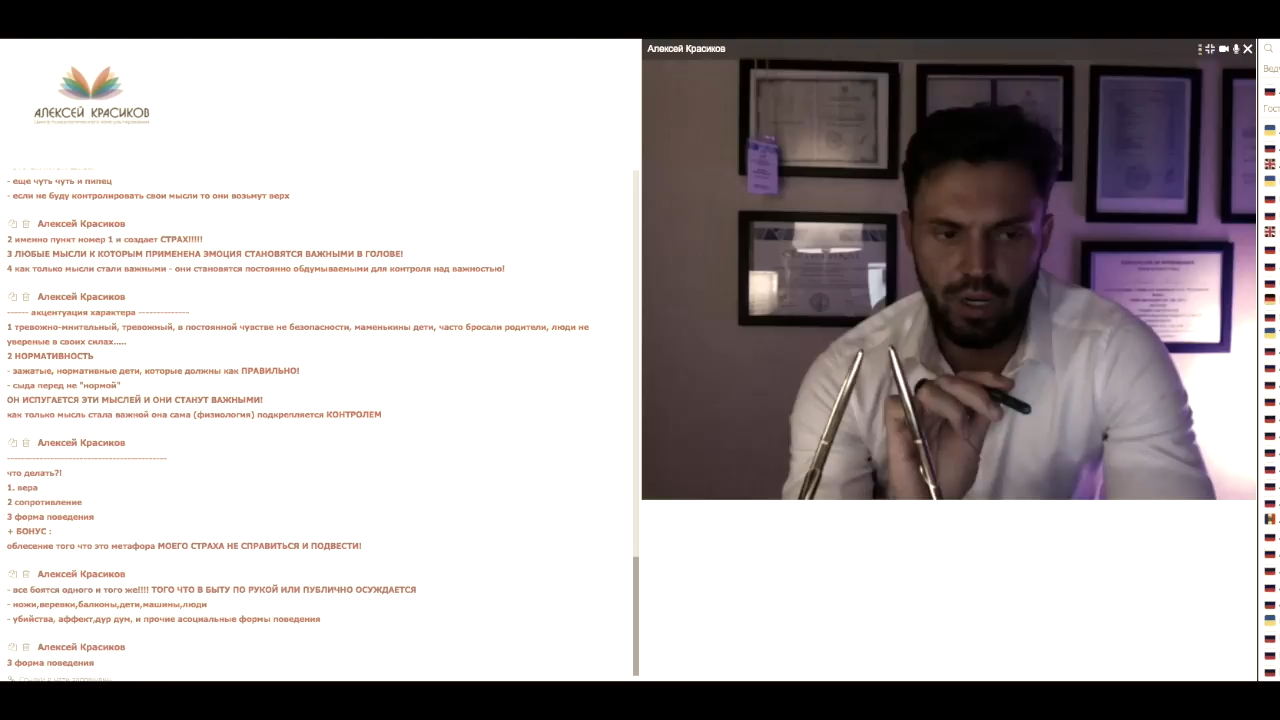 АЛЕКСЕЙ КРАСИКОВ
- еще чуть чуть и пипец
- если не буду контролировать свои мысли то они возьмут верх
Алексей Красиков
2 именно пункт номер 1 и создает СТРАХ!!!!!
3 ЛЮБЫЕ МЫСЛИ К КОТОРЫМ ПРИМЕНЕНА ЭМОЦИЯ СТАНОВЯТСЯ ВАЖНЫМИ В ГОЛОВЕ!
4 как только мысли стали важными - они становятся постоянно обдумываемыми для контроля над важностью!
Алексей Красиков
------ акцентуация характера --------------
1 тревожно-мнительный, тревожный, в постоянной чувстве не безопасности, маменькины дети, часто бросали родители, люди не
увереные в своих силах.....
2 НОРМАТИВНОСТЬ
- зажатые, нормативные дети, которые должны как ПРАВИЛЬНО!
- сыда перед не "нормой"
ОН ИСПУГАЕТСЯ ЭТИ МЫСЛЕЙ И ОНИ СТАНУТ ВАЖНЫМИ!
как только мысль стала важной она сама (физиология) подкрепляется КОНТРОЛЕМ
Алексей Красиков
-------------------------------------------
что делать?!
1. вера
2 сопротивление
3 форма поведения
+ БОНУС :
облесение того что это метафора МОЕГО СТРАХА НЕ СПРАВИТЬСЯ И ПОДВЕСТИ!
Алексей Красиков
- все боятся одного и того же!!!! ТОГО ЧТО В БЫТУ ПО РУКОЙ ИЛИ ПУБЛИЧНО ОСУЖДАЕТСЯ
- ножи,веревки,балконы,дети,машины,люди
- убийства, аффект,дур дум, и прочие асоциальные формы поведения
Алексей Красиков
3 форма поведения
Алексей Красиков